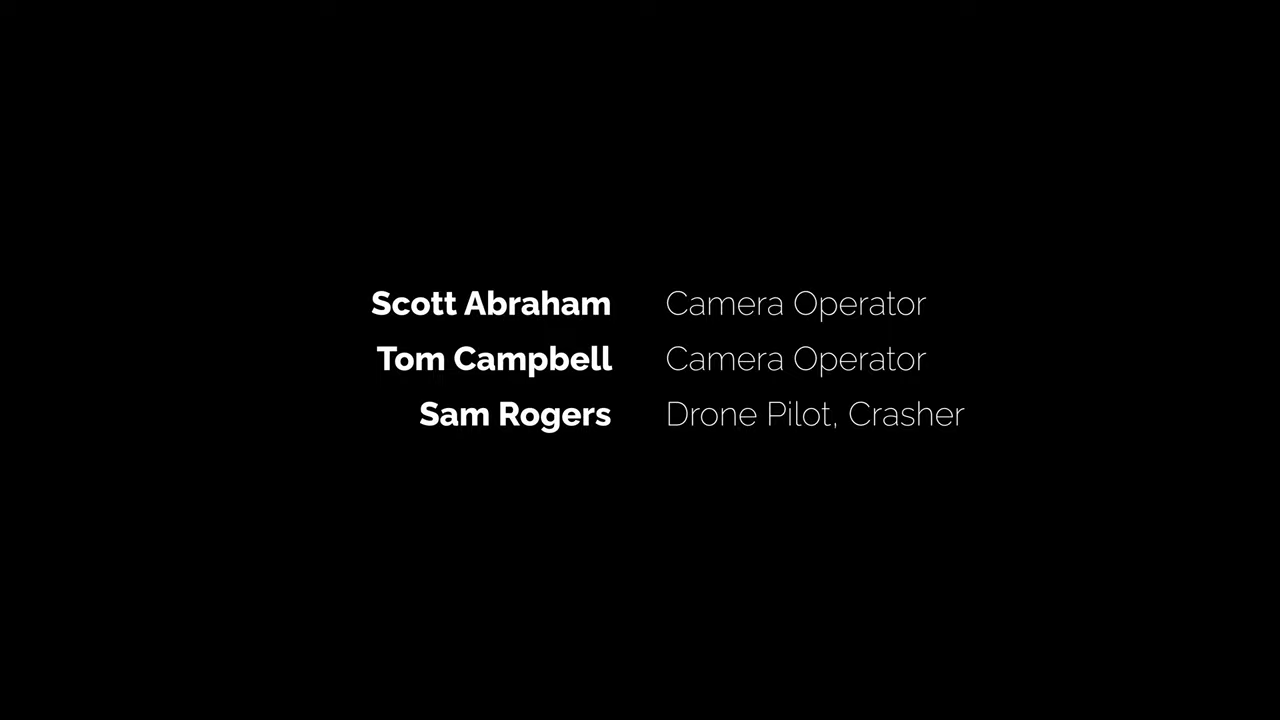 Scott Abraham Camera Operator
Tom Campbell Camera Operator
Sam Rogers Drone Pilot, Crasher